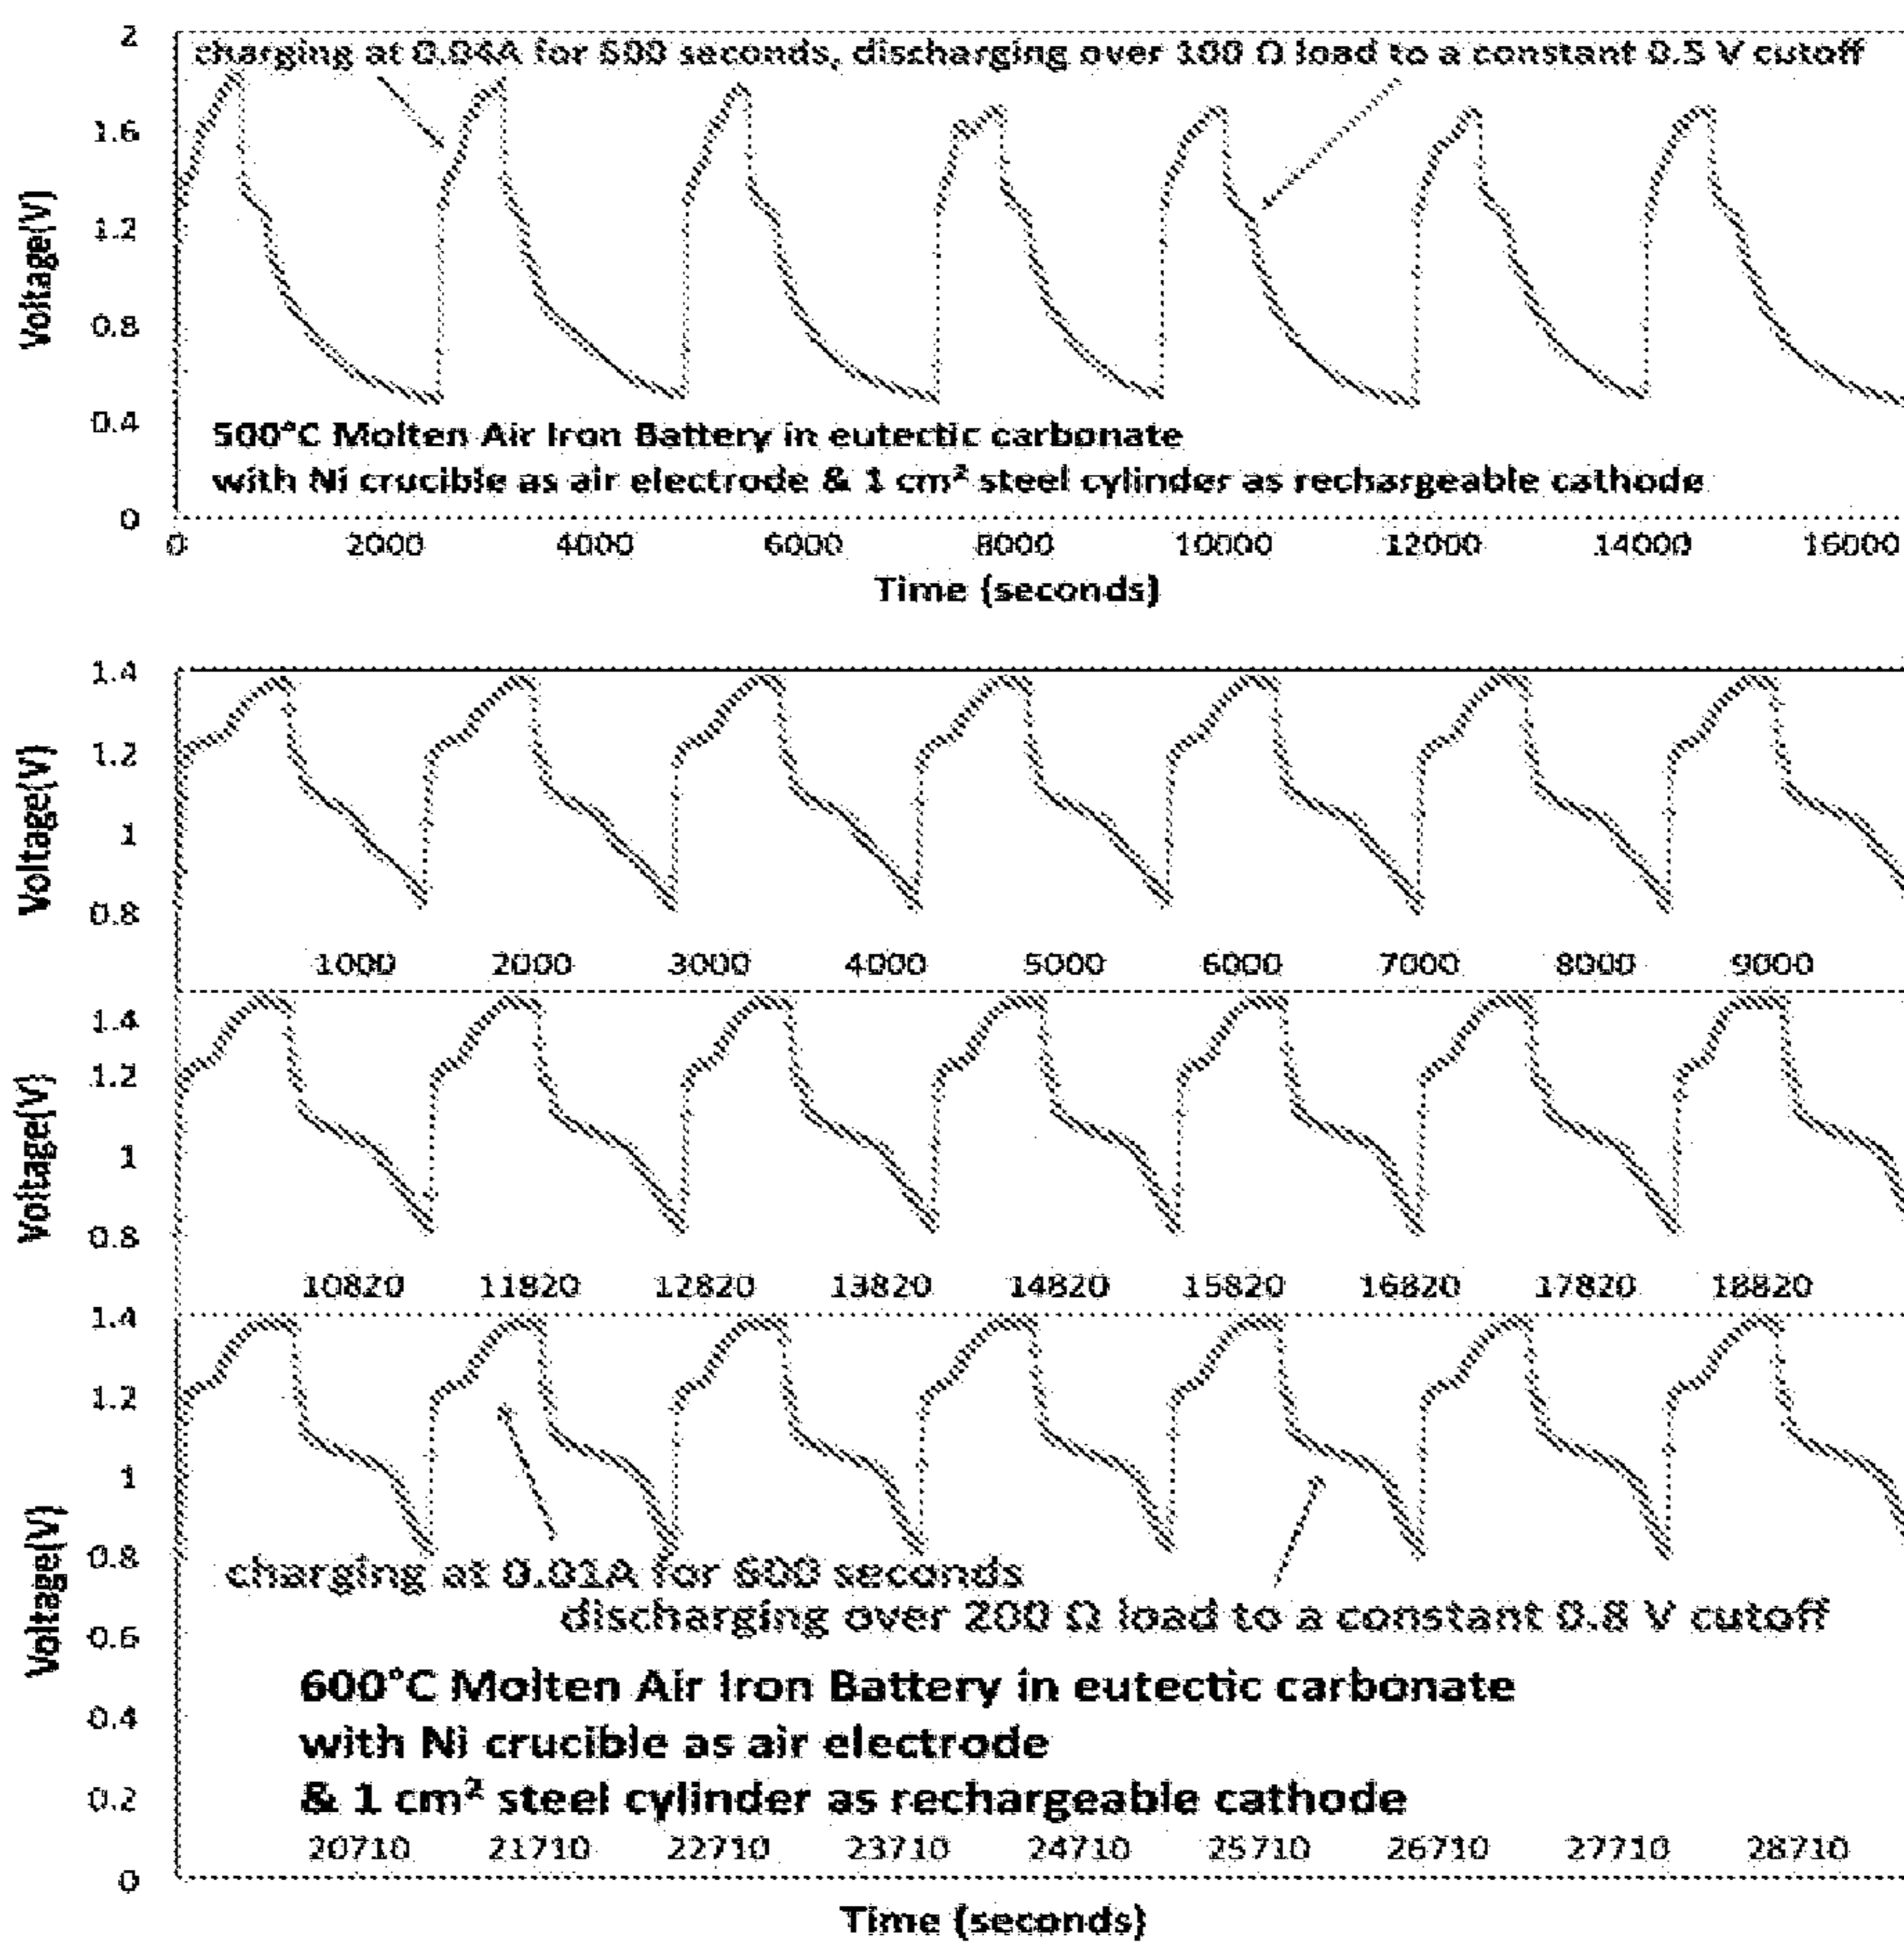 2
charging at 0.04A for 600 seconds, discharging over 100 Ω load to a constant 0.5 V cutoff
1.6
1.2
0.8
0.4
0
Voltage(V)
500°C Molten Air Iron Battery in eutectic carbonate
with Ni crucible as air electrode & 1 cm² steel cylinder as rechargeable cathode
0 2000 4000 6000 8000 10000 12000 14000 16000
Time (seconds)
1.4
1.2
1
0.8
Voltage(V)
1000 2000 3000 4000 5000 6000 7000 8000 9000
1.4
1.2
1
0.8
Voltage(V)
10820 11820 12820 13820 14820 15820 16820 17820 18820
1.4
1.2
1
0.8
0.6
0.4
0.2
0
Voltage(V)
charging at 0.01A for 600 seconds
discharging over 200 Ω load to a constant 0.8 V cutoff
600°C Molten Air Iron Battery in eutectic carbonate
with Ni crucible as air electrode
& 1 cm² steel cylinder as rechargeable cathode
20710 21710 22710 23710 24710 25710 26710 27710 28710
Time (seconds)